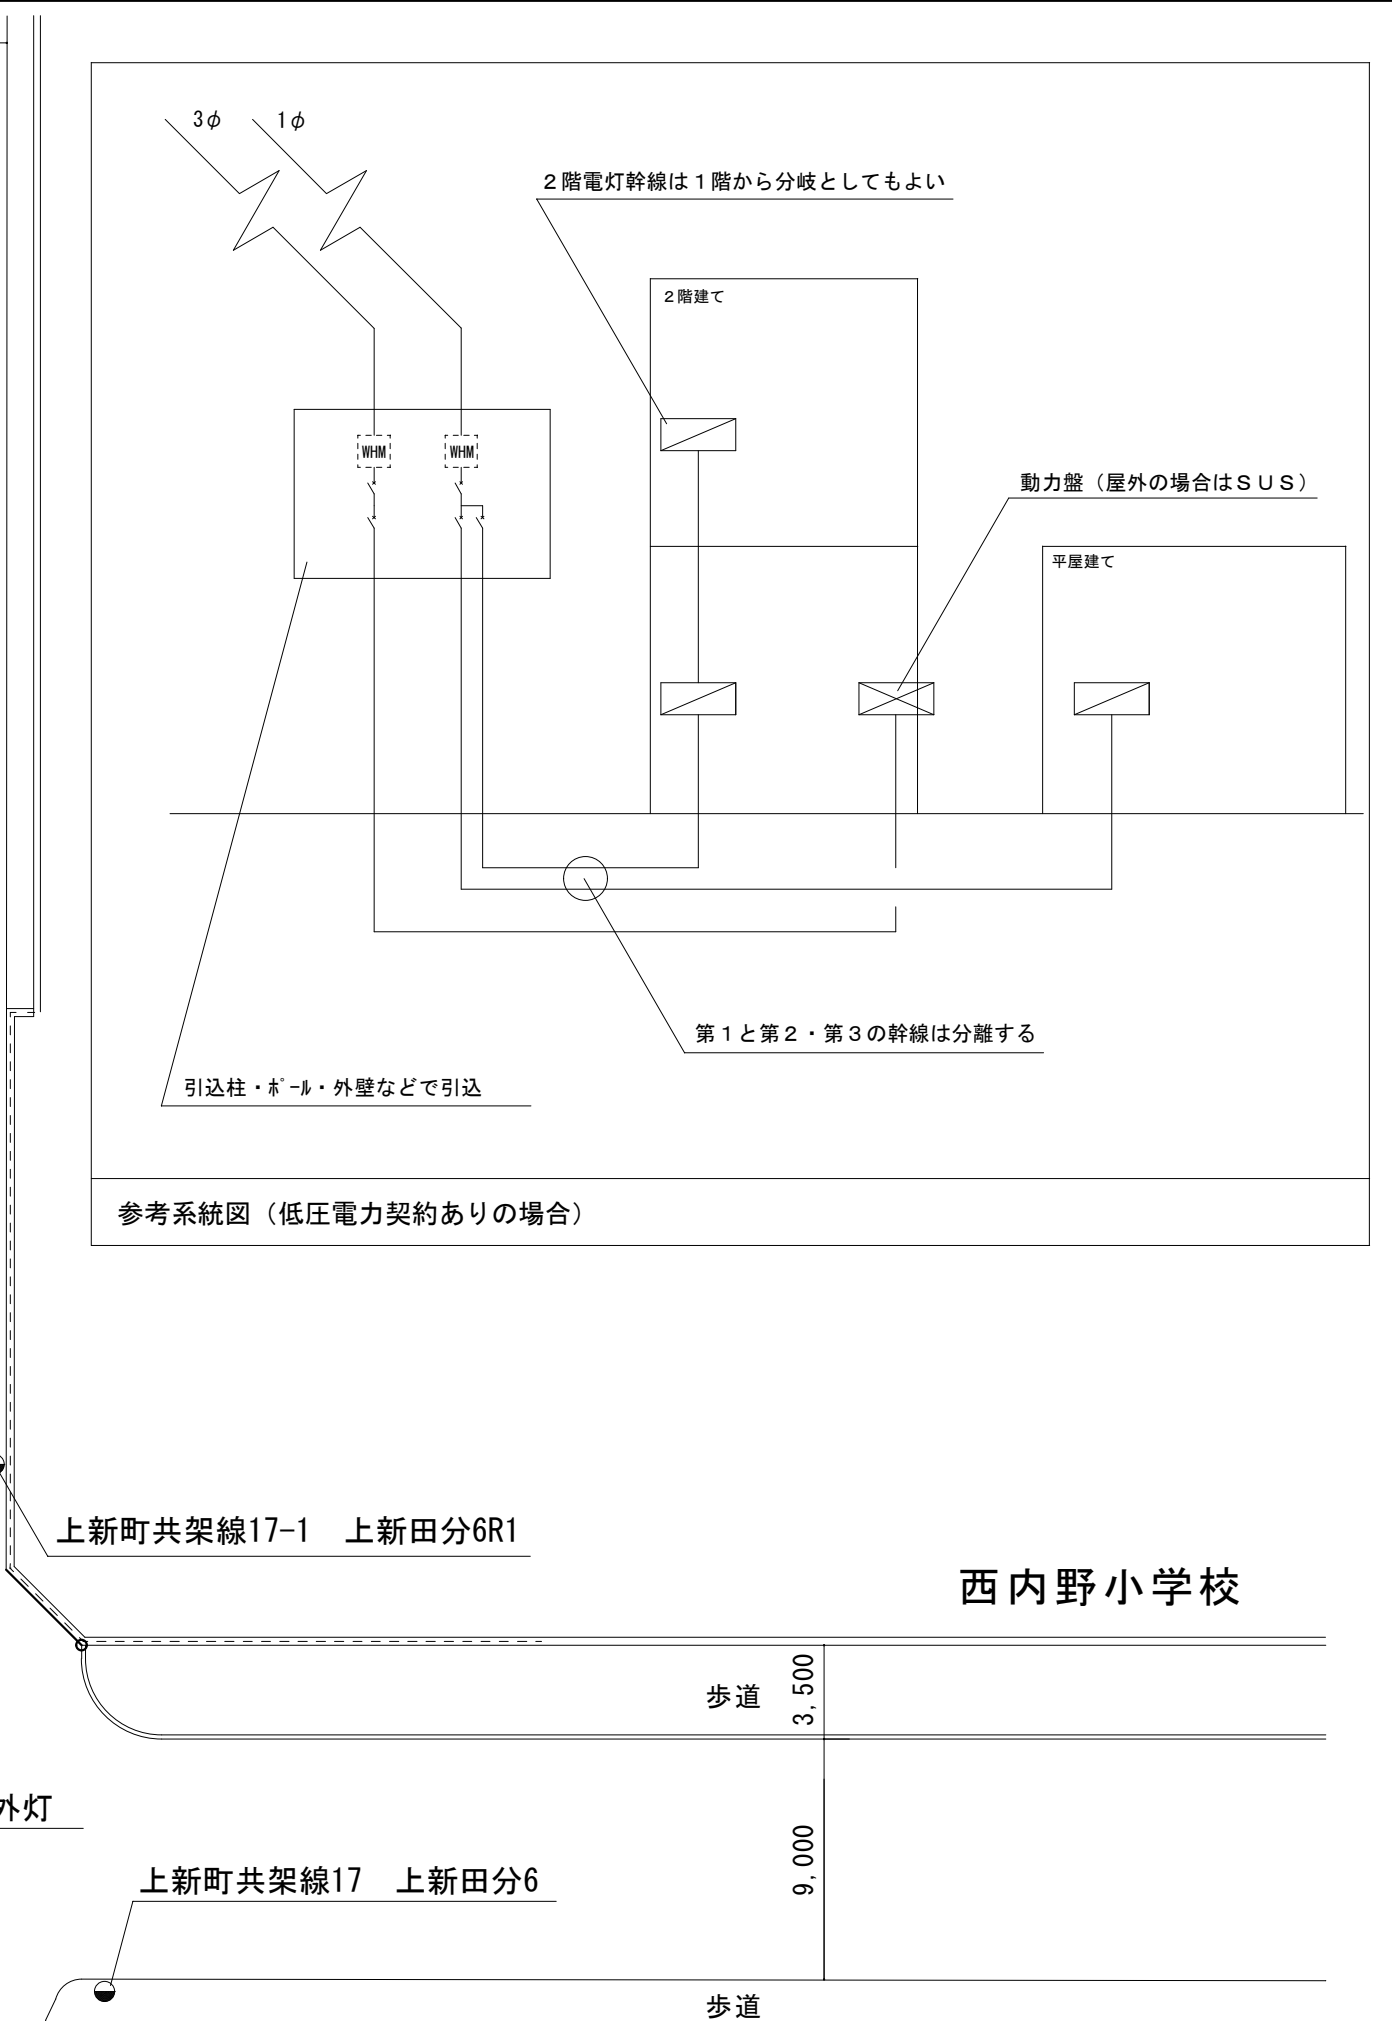 3φ
1φ
２階電灯幹線は１階から分岐としてもよい
２階建て
WHM
WHM
動力盤（屋外の場合はＳＵＳ）
平屋建て
第１と第２・第３の幹線は分離する
引込柱・ﾎﾟｰﾙ・外壁などで引込
参考系統図（低圧電力契約ありの場合）
上新町共架線17-1　上新田分6R1
西内野小学校
歩道
3,500
外灯
9,000
上新町共架線17　上新田分6
歩道